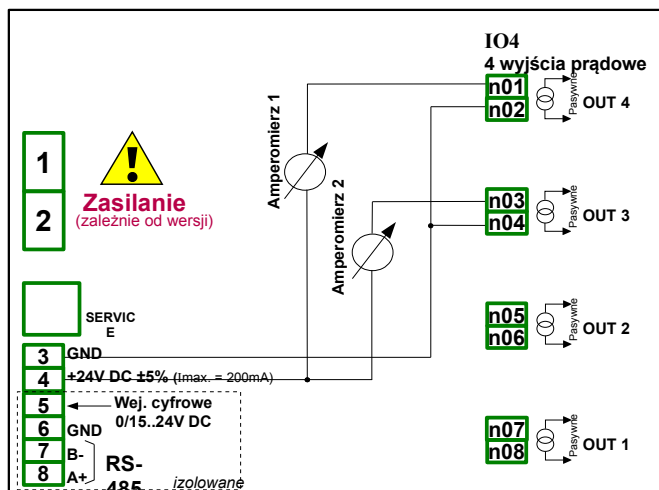 IO4
4 wyjścia prądowe
n01
n02
Pasywne
OUT 4
Amperomierz 1
1
2
Zasilanie
(zależnie od wersji)
Amperomierz 2
n03
n04
Pasywne
OUT 3
SERVIC
E
n05
n06
Pasywne
OUT 2
3 GND
4 +24V DC ±5% (Imax. = 200mA)
5 Wej. cyfrowe
0/15..24V DC
6 GND
7 B-
8 A+
RS-
485
izolowane
n07
n08
Pasywne
OUT 1